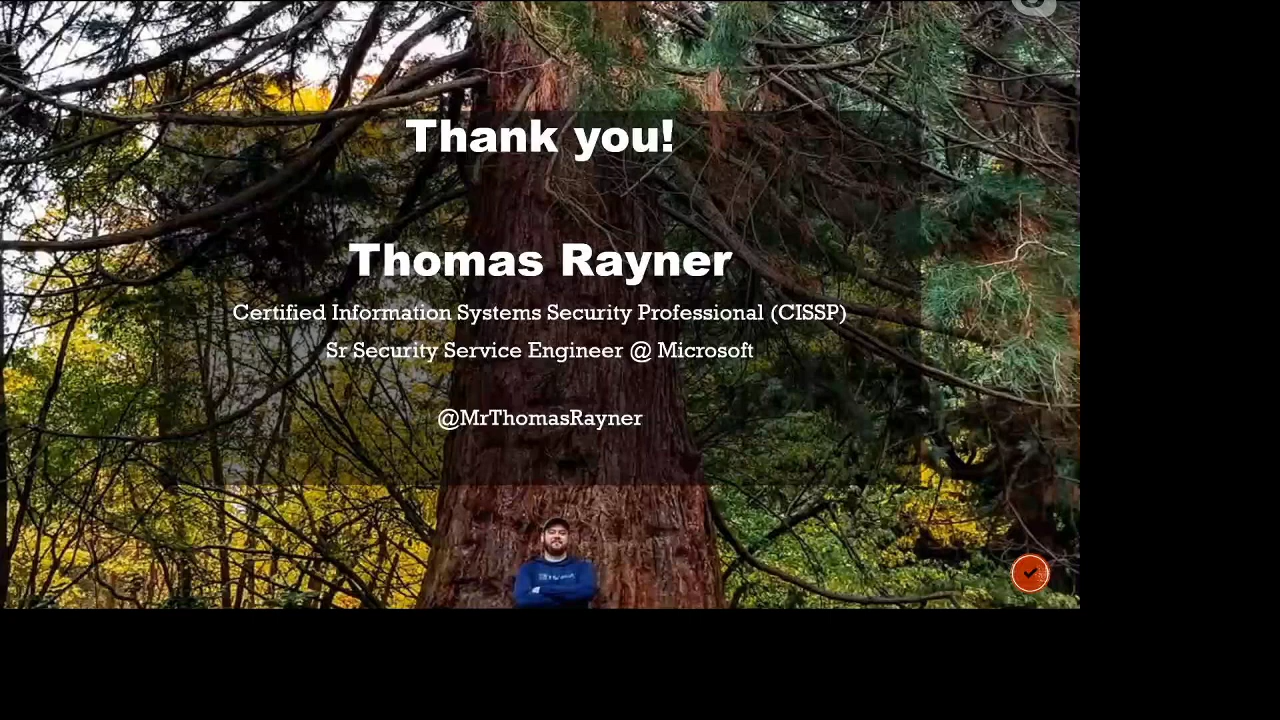 Thank you!
Thomas Rayner
Certified Information Systems Security Professional (CISSP)
Sr Security Service Engineer @ Microsoft
@MrThomasRayner